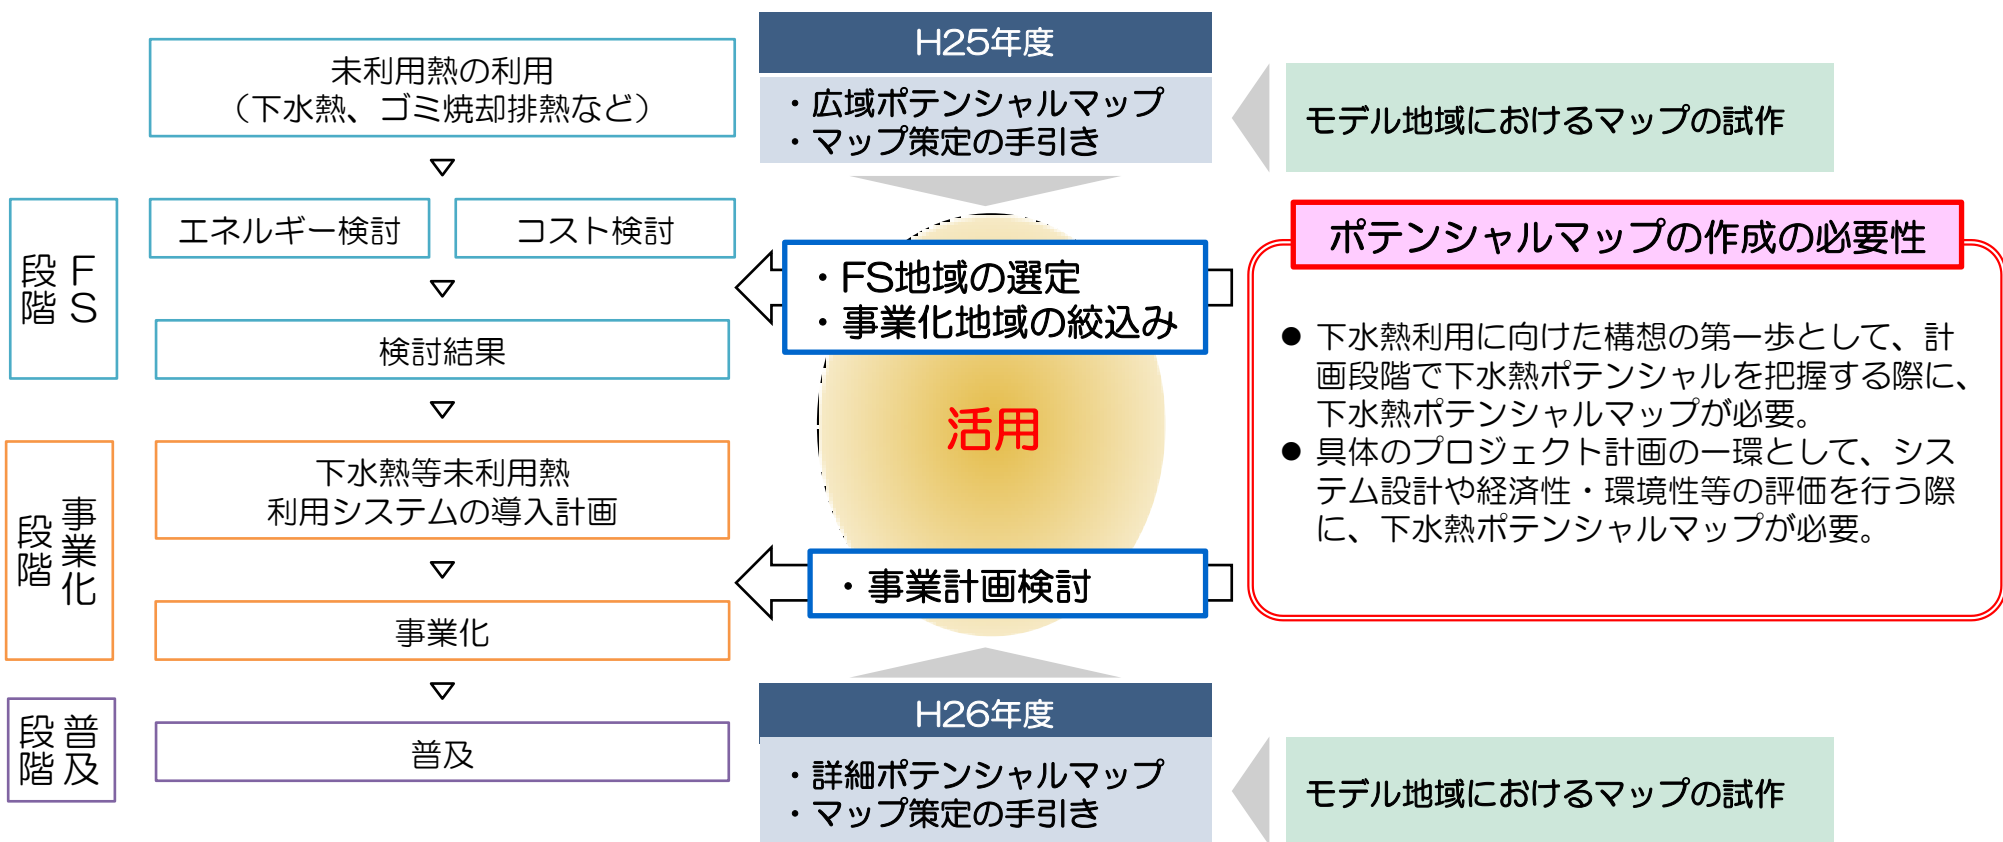 未利用熱の利用
（下水熱、ゴミ焼却排熱など）
▽
FS段階
エネルギー検討
コスト検討
▽
検討結果
▽
事業化段階
下水熱等未利用熱
利用システムの導入計画
▽
事業化
▽
普及段階
普及
H25年度
・広域ポテンシャルマップ
・マップ策定の手引き
モデル地域におけるマップの試作
・FS地域の選定
・事業化地域の絞込み
活用
・事業計画検討
H26年度
・詳細ポテンシャルマップ
・マップ策定の手引き
モデル地域におけるマップの試作
ポテンシャルマップの作成の必要性
● 下水熱利用に向けた構想の第一歩として、計
画段階で下水熱ポテンシャルを把握する際に、
下水熱ポテンシャルマップが必要。
● 具体のプロジェクト計画の一環として、シス
テム設計や経済性・環境性等の評価を行う際
に、下水熱ポテンシャルマップが必要。